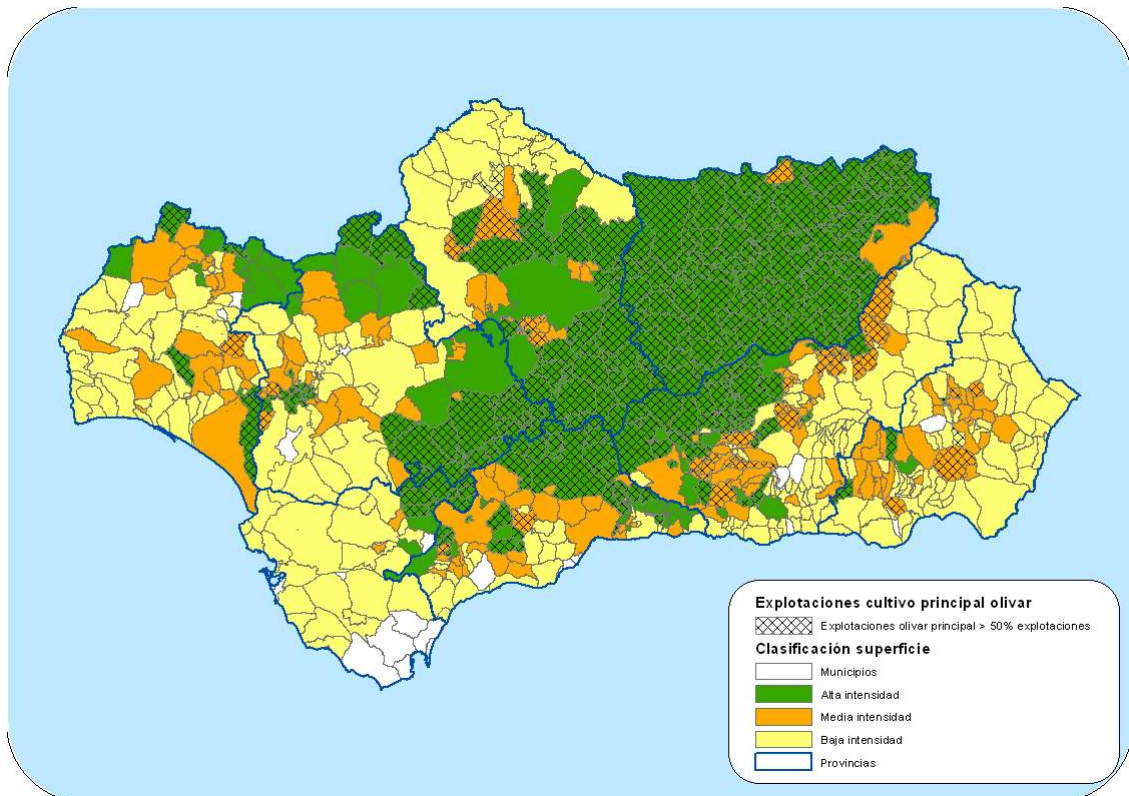 Explotaciones cultivo principal olivar
Explotaciones olivar principal > 50% explotaciones
Clasificación superficie
Municipios
Alta intensidad
Media intensidad
Baja intensidad
Provincias